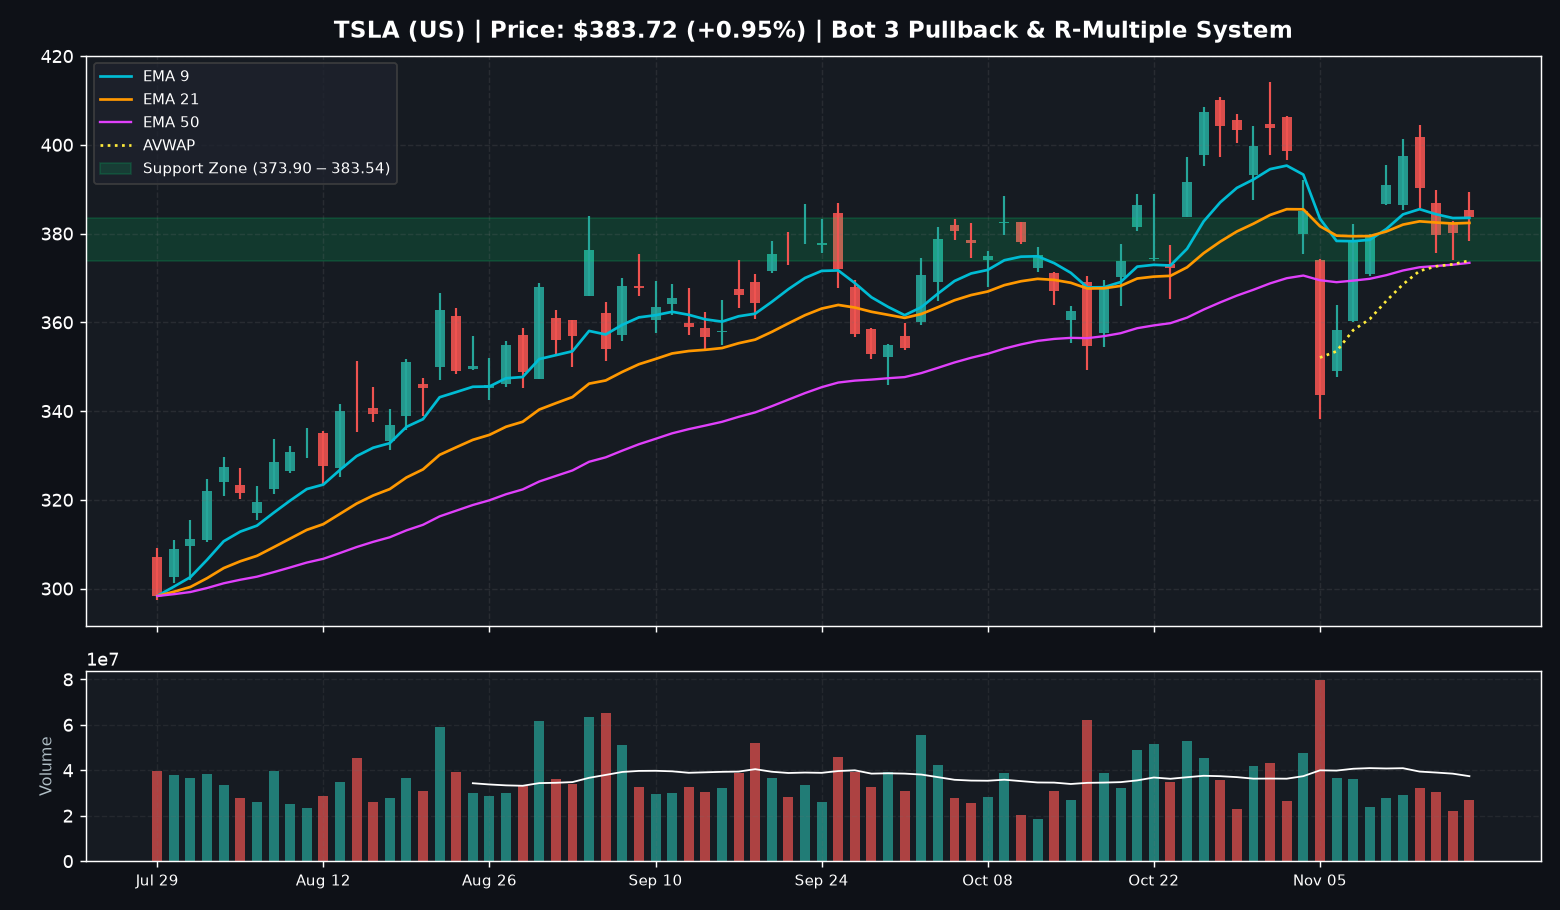 TSLA (US) | Price: $383.72 (+0.95%) | Bot 3 Pullback & R-Multiple System
EMA 9
EMA 21
EMA 50
AVWAP
Support Zone (373.90 − 383.54)
420
400
380
360
340
320
300
1e7
8
6
4
2
0
Volume
Jul 29
Aug 12
Aug 26
Sep 10
Sep 24
Oct 08
Oct 22
Nov 05